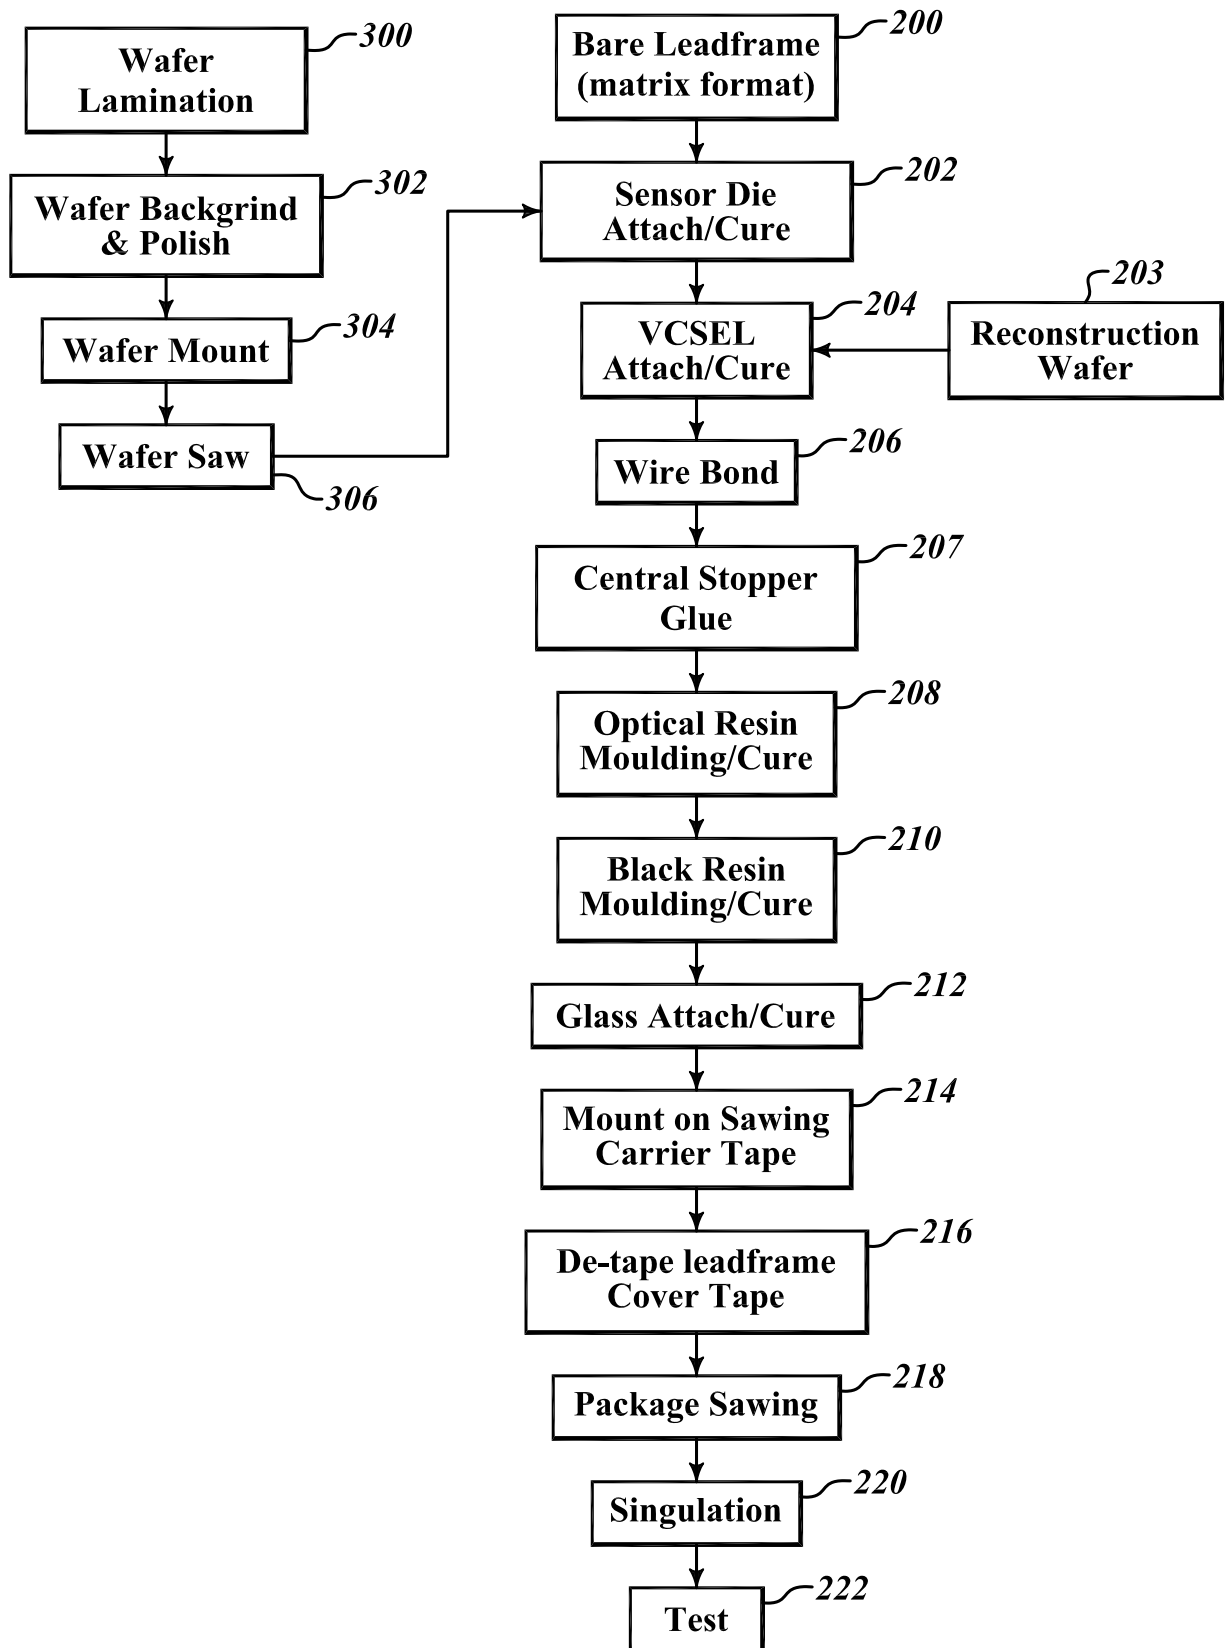 300
Wafer
Lamination
302
Wafer Backgrind
& Polish
304
Wafer Mount
Wafer Saw
306
200
Bare Leadframe
(matrix format)
202
Sensor Die
Attach/Cure
204
VCSEL
Attach/Cure
203
Reconstruction
Wafer
206
Wire Bond
207
Central Stopper
Glue
208
Optical Resin
Moulding/Cure
210
Black Resin
Moulding/Cure
212
Glass Attach/Cure
214
Mount on Sawing
Carrier Tape
216
De-tape leadframe
Cover Tape
218
Package Sawing
220
Singulation
222
Test